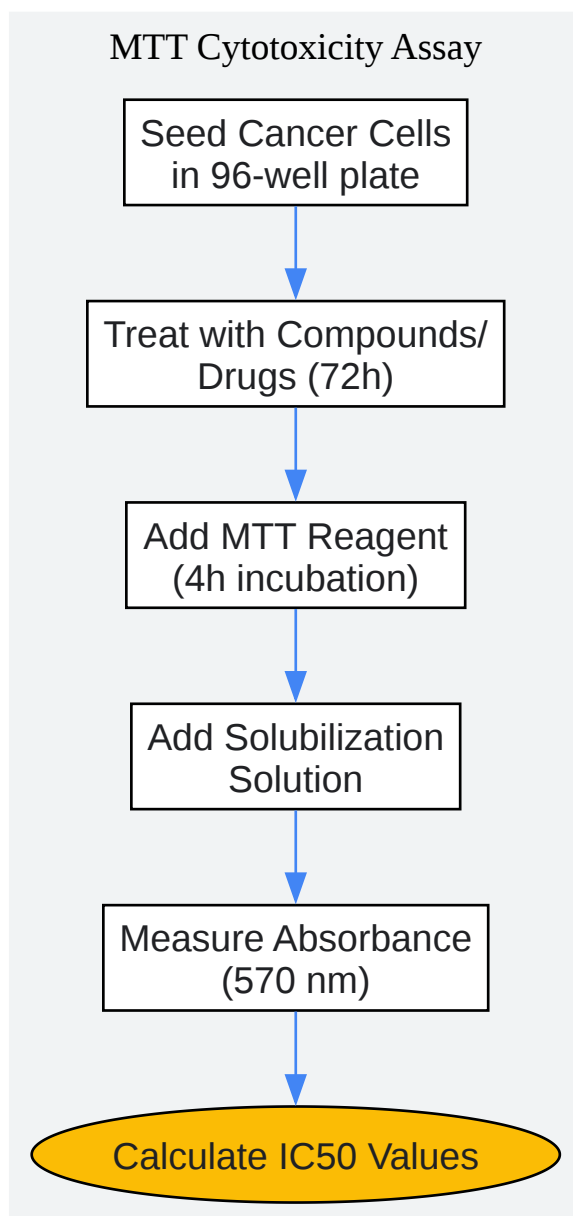 MTT Cytotoxicity Assay
Seed Cancer Cells
in 96-well plate
Treat with Compounds/
Drugs (72h)
Add MTT Reagent
(4h incubation)
Add Solubilization
Solution
Measure Absorbance
(570 nm)
Calculate IC50 Values